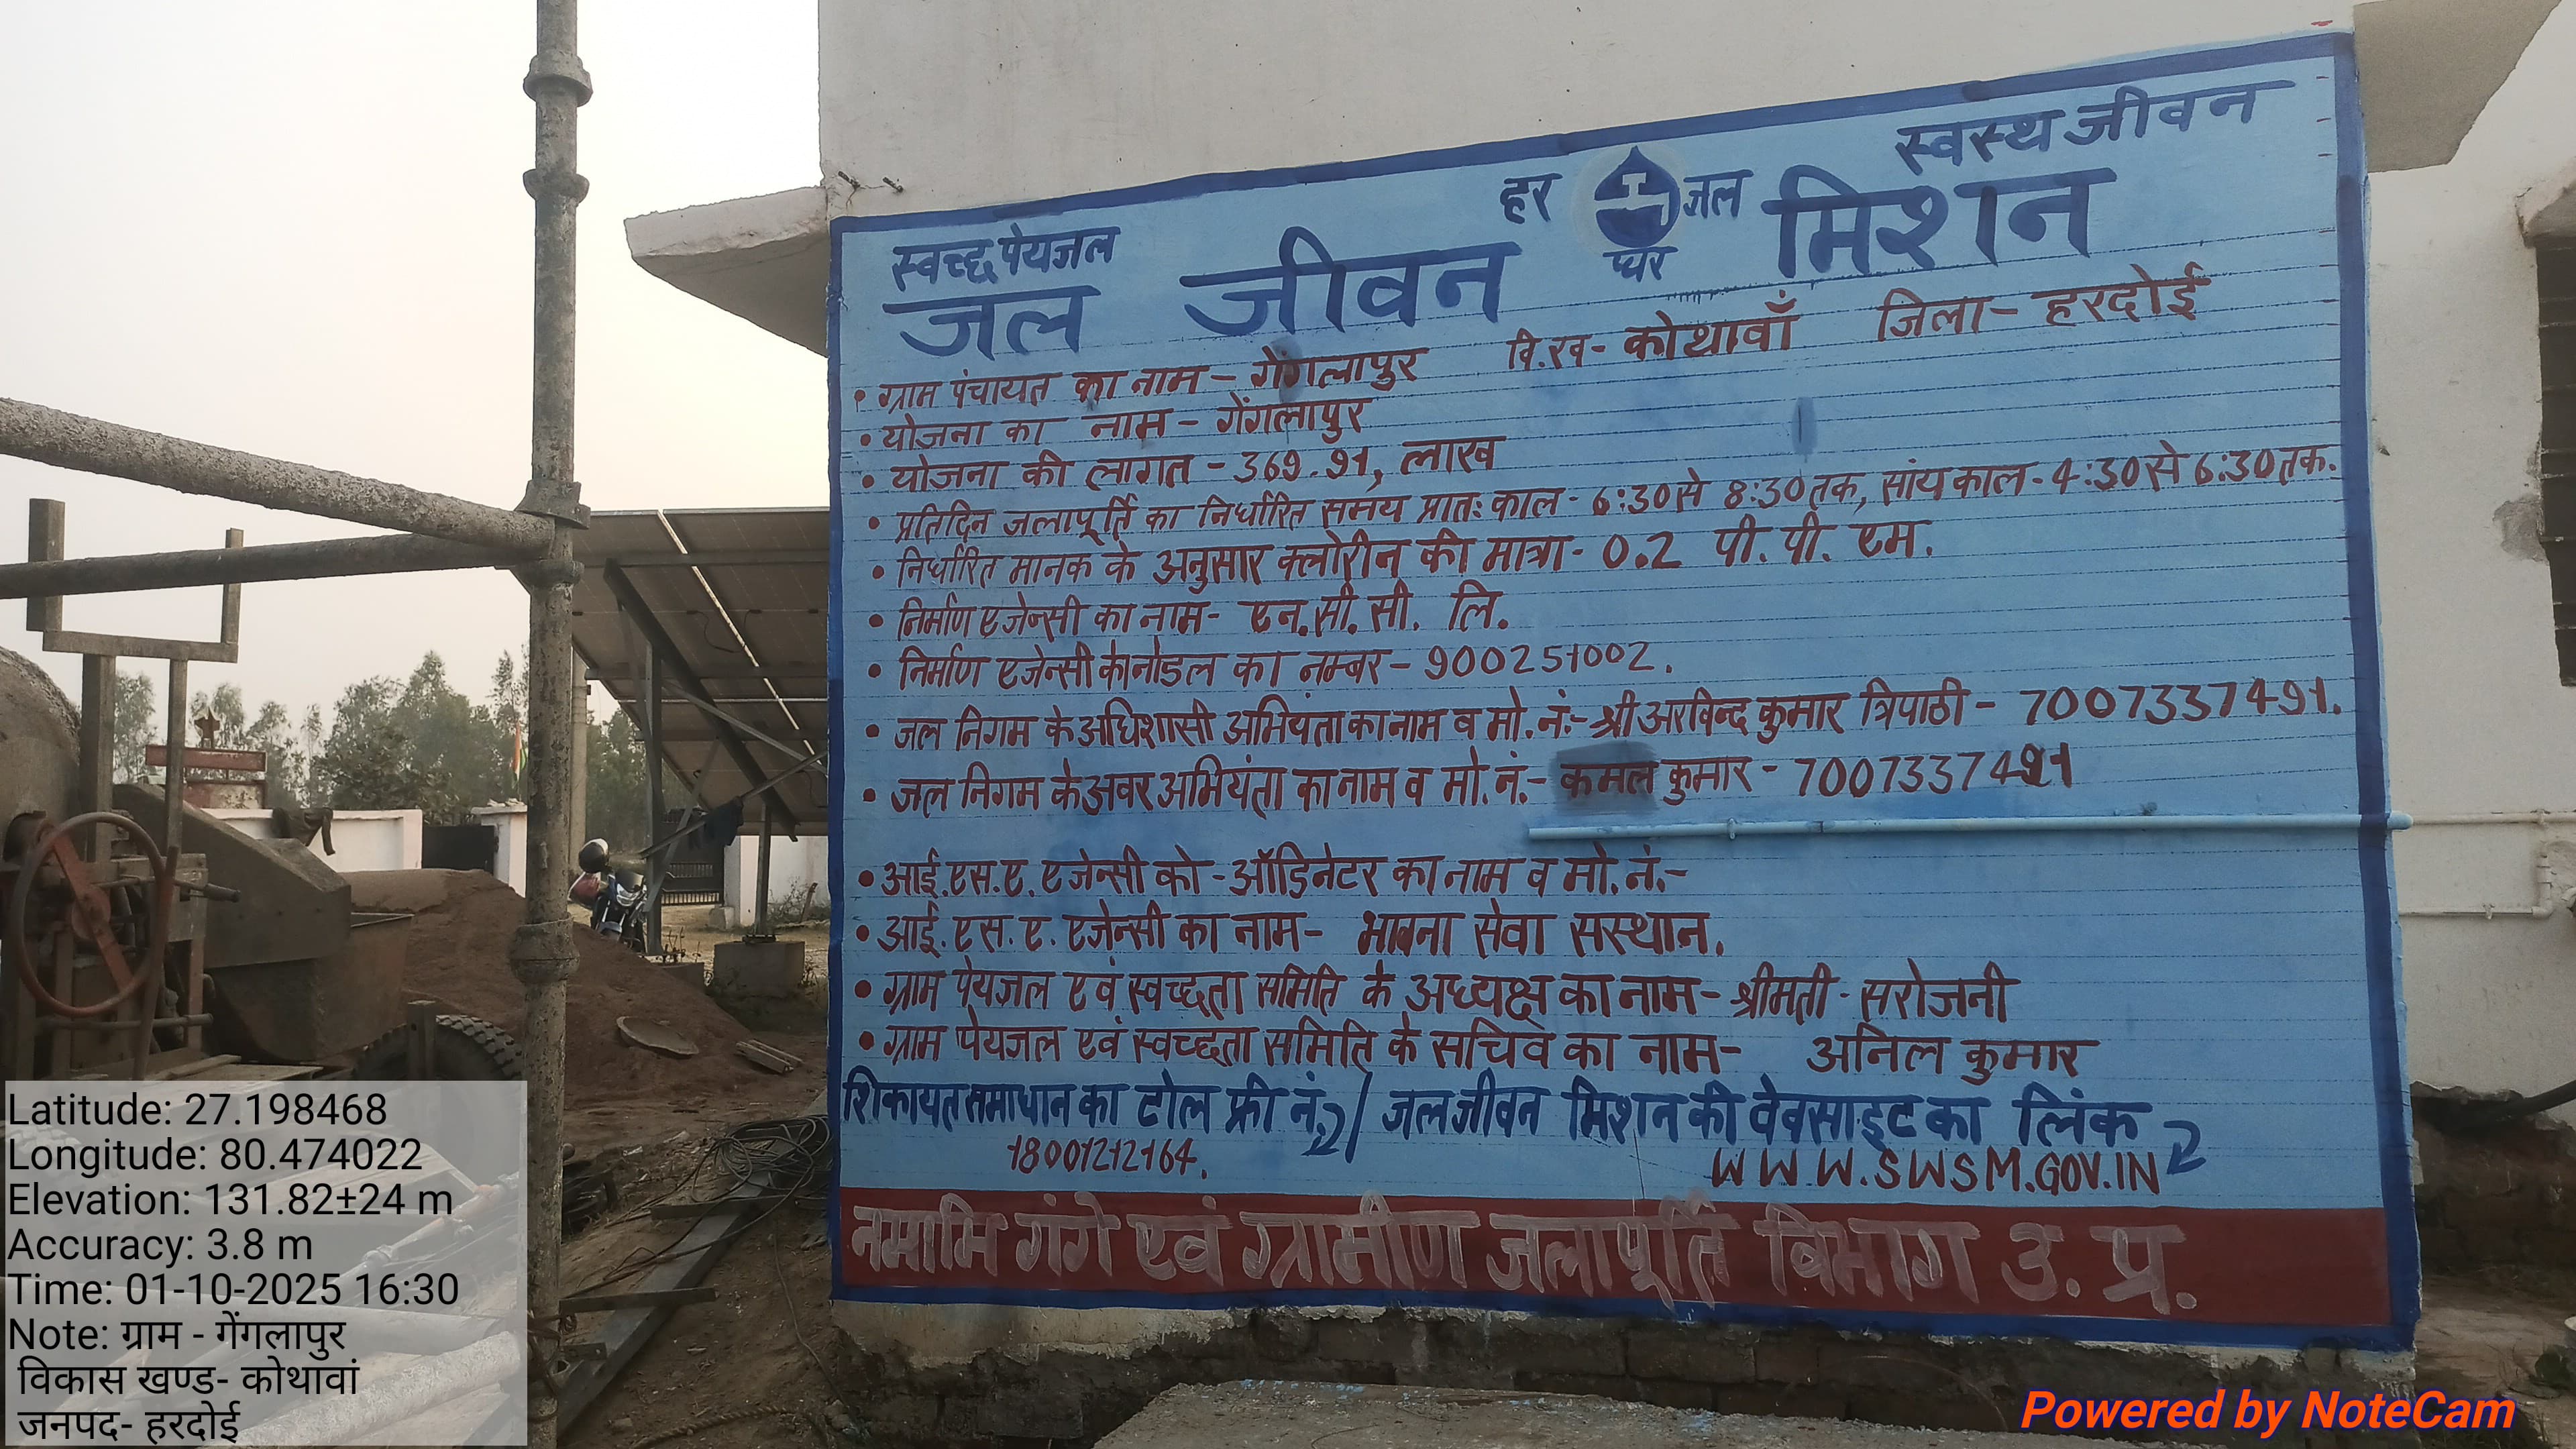 स्वच्छ पेयजल
हर जल
घर
स्वस्थ जीवन
जल जीवन मिशन
• ग्राम पंचायत का नाम - गेंगलापुर वि.ख- कोथावाँ जिला- हरदोई
• योजना का नाम - गेंगलापुर
• योजना की लागत - 369.91, लाख
• प्रतिदिन जलापूर्ति का निर्धारित समय प्रातः काल - 6:30 से 8:30 तक, सांय काल - 4:30 से 6:30 तक.
• निर्धारित मानक के अनुसार क्लोरीन की मात्रा - 0.2 पी. पी. एम.
• निर्माण एजेन्सी का नाम- एन. सी. सी. लि.
• निर्माण एजेन्सी के नोडल का नम्बर - 900251002.
• जल निगम के अधिशासी अभियंता का नाम व मो. नं:- श्री अरविन्द कुमार त्रिपाठी - 7007337491.
• जल निगम के अवर अभियंता का नाम व मो. नं.- कमल कुमार - 7007337491
• आई.एस.ए. एजेन्सी को-ऑडिनेटर का नाम व मो. नं.-
• आई.एस.ए. एजेन्सी का नाम- भावना सेवा संस्थान.
• ग्राम पेयजल एवं स्वच्छता समिति के अध्यक्ष का नाम - श्रीमती - सरोजनी
• ग्राम पेयजल एवं स्वच्छता समिति के सचिव का नाम - अनिल कुमार
शिकायत समाधान का टोल फ्री नं. / जल जीवन मिशन की वेबसाइट का लिंक
18001212164. WWW.SWSM.GOV.IN
नमामि गंगे एवं ग्रामीण जलापूर्ति विभाग उ. प्र.
Latitude: 27.198468
Longitude: 80.474022
Elevation: 131.82±24 m
Accuracy: 3.8 m
Time: 01-10-2025 16:30
Note: ग्राम - गेंगलापुर
विकास खण्ड- कोथावां
जनपद- हरदोई
Powered by NoteCam